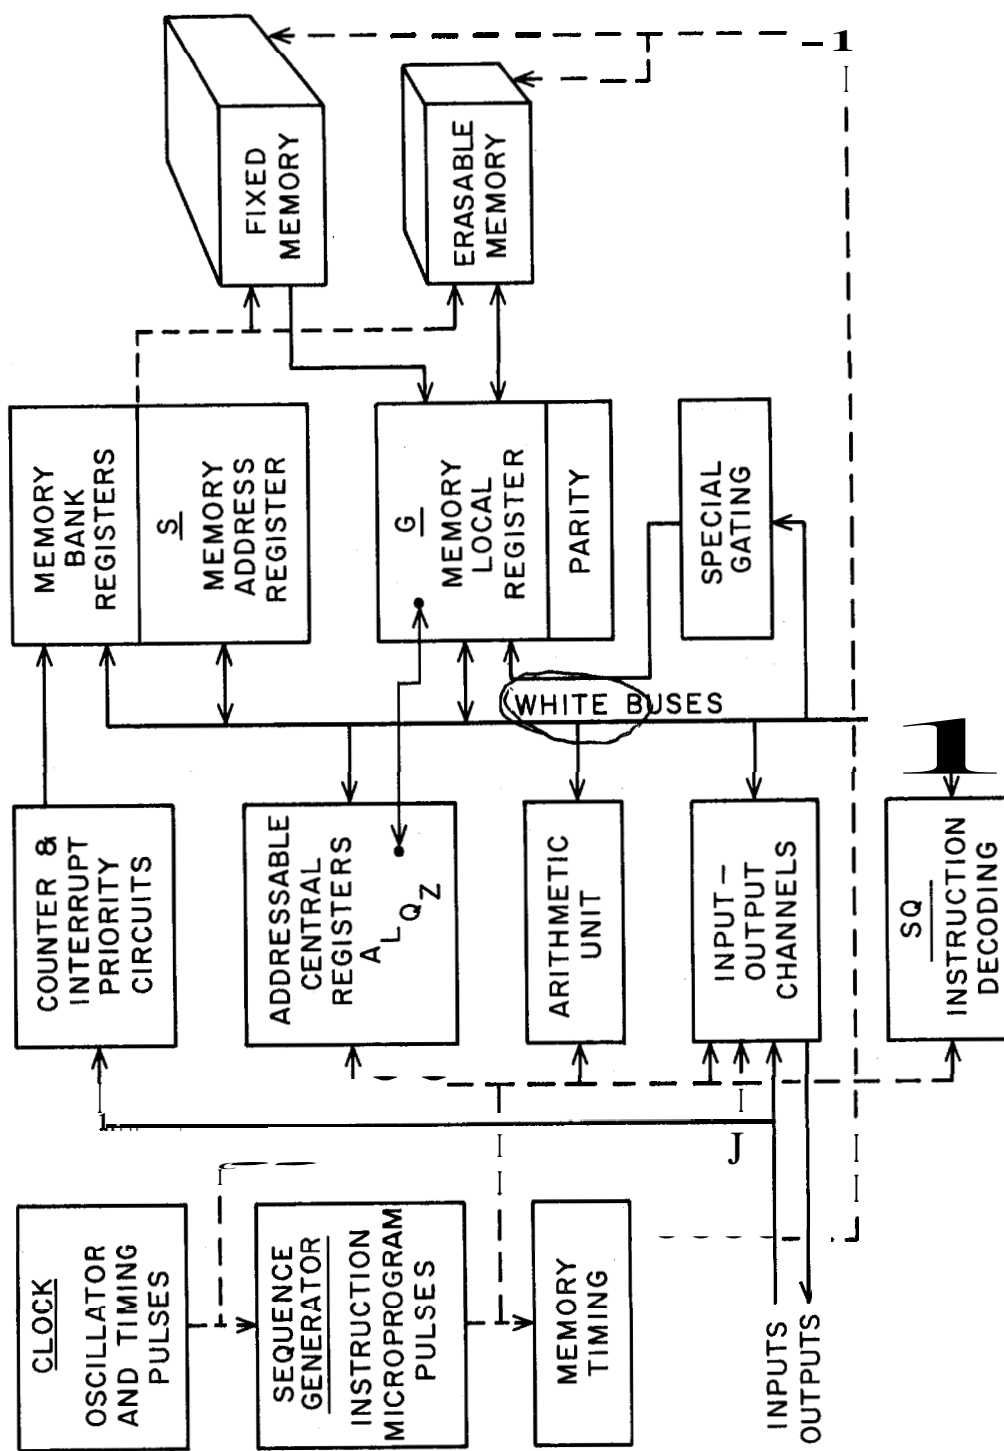 CLOCK
OSCILLATOR
AND TIMING
PULSES
SEQUENCE
GENERATOR
INSTRUCTION
MICROPROGRAM
PULSES
MEMORY
TIMING
INPUTS
OUTPUTS
COUNTER &
INTERRUPT
PRIORITY
CIRCUITS
ADDRESSABLE
CENTRAL
REGISTERS
A L Q Z
ARITHMETIC
UNIT
INPUT–
OUTPUT
CHANNELS
SQ
INSTRUCTION
DECODING
WHITE BUSES
MEMORY
BANK
REGISTERS
S
MEMORY
ADDRESS
REGISTER
G
MEMORY
LOCAL
REGISTER
PARITY
SPECIAL
GATING
FIXED
MEMORY
ERASABLE
MEMORY